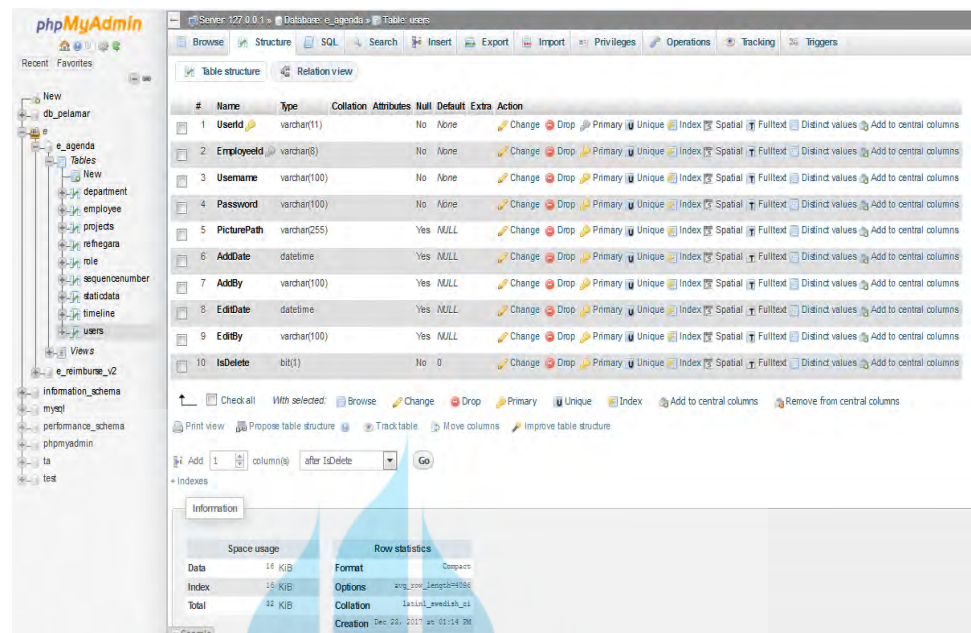 phpMyAdmin
Recent Favorites
New
db_pelamar
e
e_agenda
Tables
New
department
employee
projects
refnegara
role
sequencenumber
staticdata
timeline
users
Views
e_reimburse_v2
information_schema
mysql
performance_schema
phpmyadmin
ta
test
Server: 127.0.0.1 » Database: e_agenda » Table: users
Browse Structure SQL Search Insert Export Import Privileges Operations Tracking Triggers
Table structure Relation view
# Name Type Collation Attributes Null Default Extra Action
1 UserId varchar(11) No None Change Drop Primary Unique Index Spatial Fulltext Distinct values Add to central columns
2 EmployeeId varchar(8) No None Change Drop Primary Unique Index Spatial Fulltext Distinct values Add to central columns
3 Username varchar(100) No None Change Drop Primary Unique Index Spatial Fulltext Distinct values Add to central columns
4 Password varchar(100) No None Change Drop Primary Unique Index Spatial Fulltext Distinct values Add to central columns
5 PicturePath varchar(255) Yes NULL Change Drop Primary Unique Index Spatial Fulltext Distinct values Add to central columns
6 AddDate datetime Yes NULL Change Drop Primary Unique Index Spatial Fulltext Distinct values Add to central columns
7 AddBy varchar(100) Yes NULL Change Drop Primary Unique Index Spatial Fulltext Distinct values Add to central columns
8 EditDate datetime Yes NULL Change Drop Primary Unique Index Spatial Fulltext Distinct values Add to central columns
9 EditBy varchar(100) Yes NULL Change Drop Primary Unique Index Spatial Fulltext Distinct values Add to central columns
10 IsDelete bit(1) No 0 Change Drop Primary Unique Index Spatial Fulltext Distinct values Add to central columns
Check all With selected: Browse Change Drop Primary Unique Index Add to central columns Remove from central columns
Print view Propose table structure Track table Move columns Improve table structure
Add 1 column(s) after IsDelete Go
+ Indexes
Information
Space usage
Data 16 KiB
Index 16 KiB
Total 32 KiB
Row statistics
Format Compact
Options avg_row_length=4096
Collation latin1_swedish_ci
Creation Dec 28, 2017 at 01:14 PM